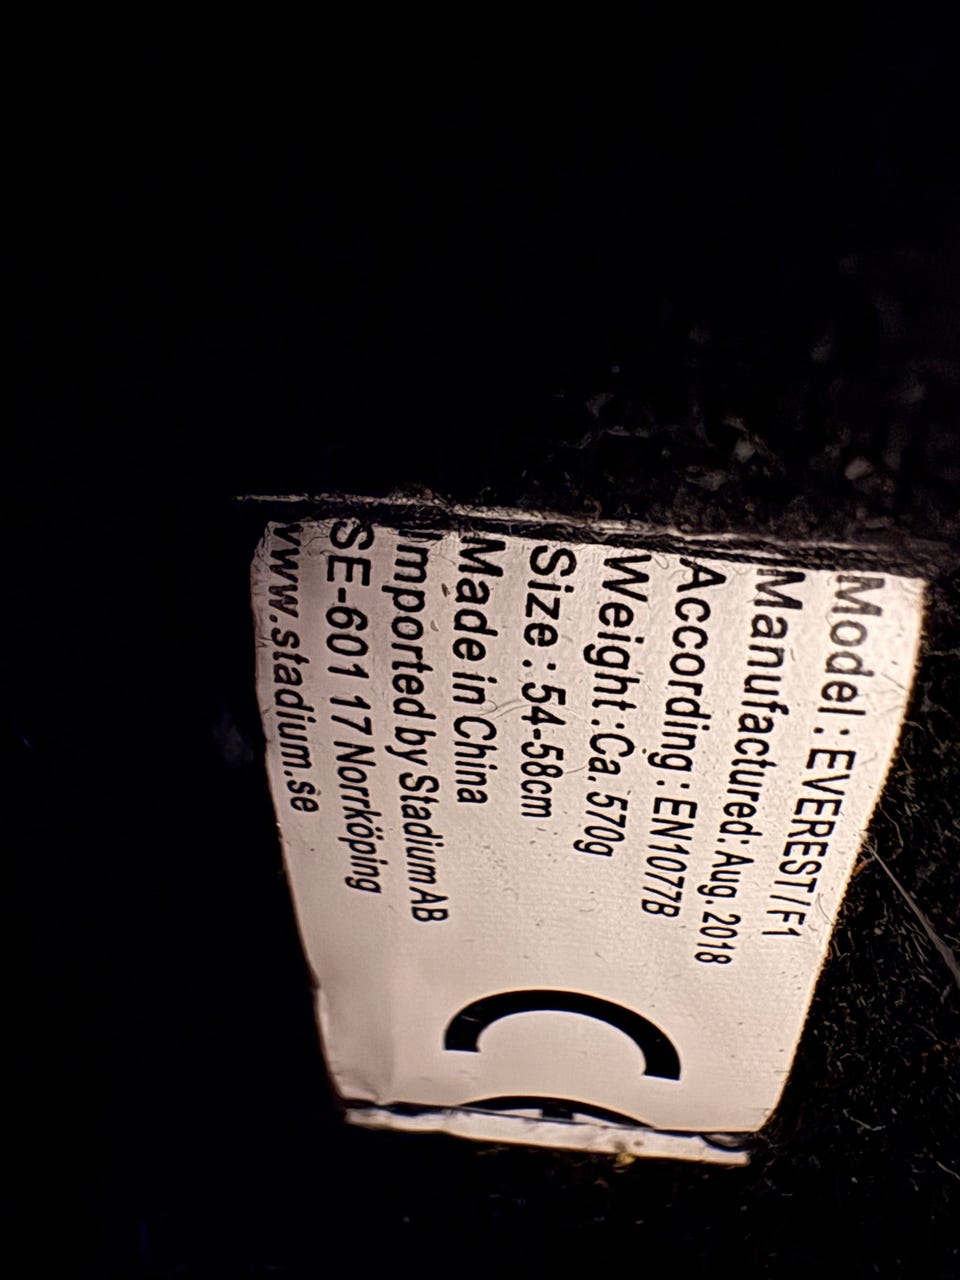 Model : EVEREST/F1
Manufactured: Aug. 2018
According : EN1077B
Weight : Ca. 570g
Size : 54-58cm
Made in China
Imported by Stadium AB
SE-601 17 Norrköping
www.stadium.se
CE